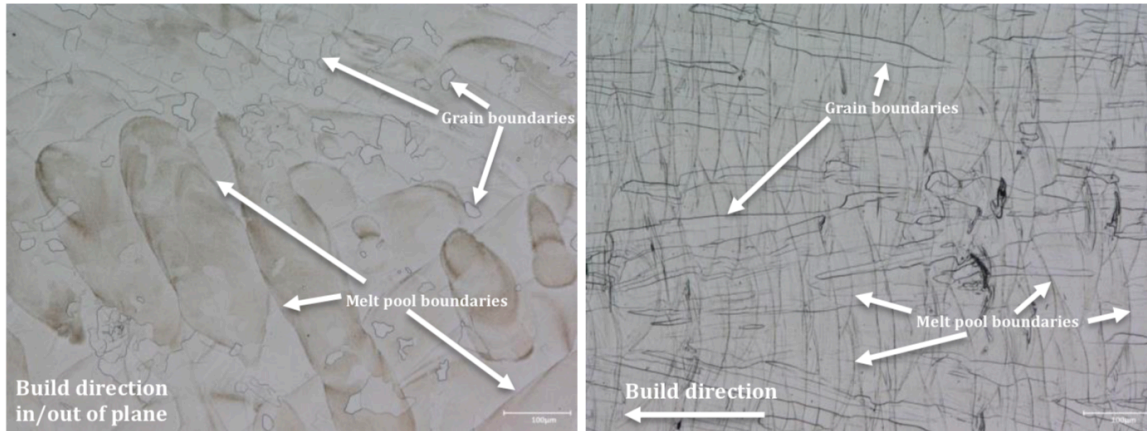 Grain boundaries
Melt pool boundaries
Build direction
in/out of plane
100µm
Grain boundaries
Melt pool boundaries
Build direction
100µm